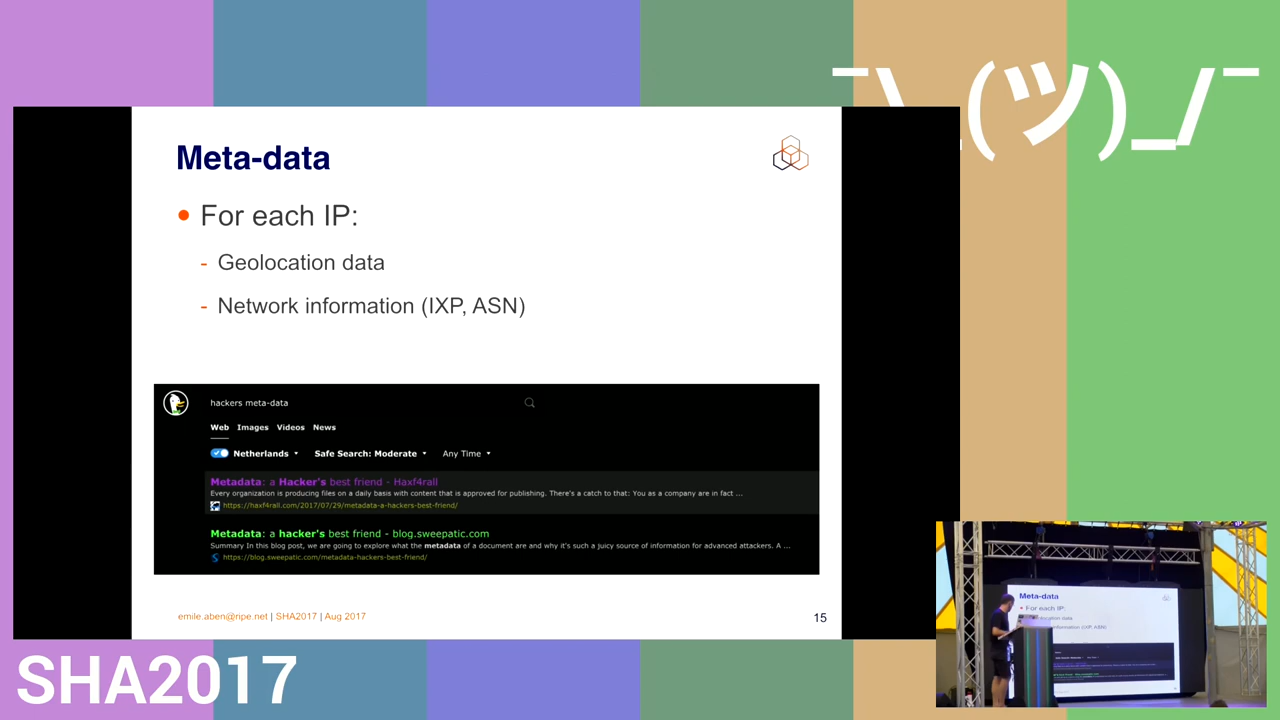 ¯\_(ツ)_/¯
Meta-data
For each IP:
- Geolocation data
- Network information (IXP, ASN)
hackers meta-data
Web Images Videos News
Netherlands Safe Search: Moderate Any Time
Metadata: a Hacker's best friend - Haxf4rall
Every organization is producing files on a daily basis with content that is approved for publishing. There's a catch to that: You as a company are in fact ...
https://haxf4rall.com/2017/07/29/metadata-a-hackers-best-friend/
Metadata: a hacker's best friend - blog.sweepatic.com
Summary In this blog post, we are going to explore what the metadata of a document are and why it's such a juicy source of information for advanced attackers. A ...
https://blog.sweepatic.com/metadata-hackers-best-friend/
emile.aben@ripe.net | SHA2017 | Aug 2017
15
SHA2017
Meta-data
For each IP: